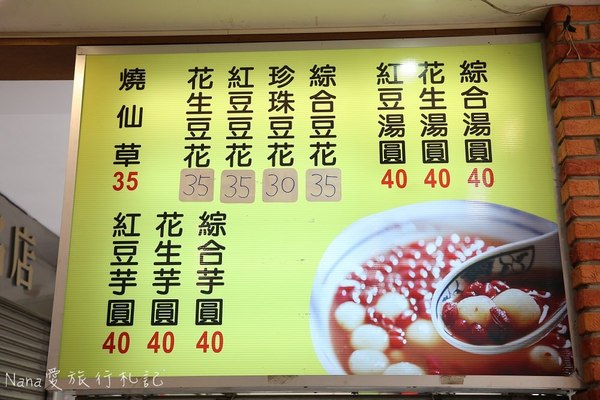 燒仙草
35
花生豆花
35
紅豆豆花
35
珍珠豆花
30
綜合豆花
35
紅豆湯圓
40
花生湯圓
40
綜合湯圓
40
紅豆芋圓
40
花生芋圓
40
綜合芋圓
40
店
Nana愛旅行札記